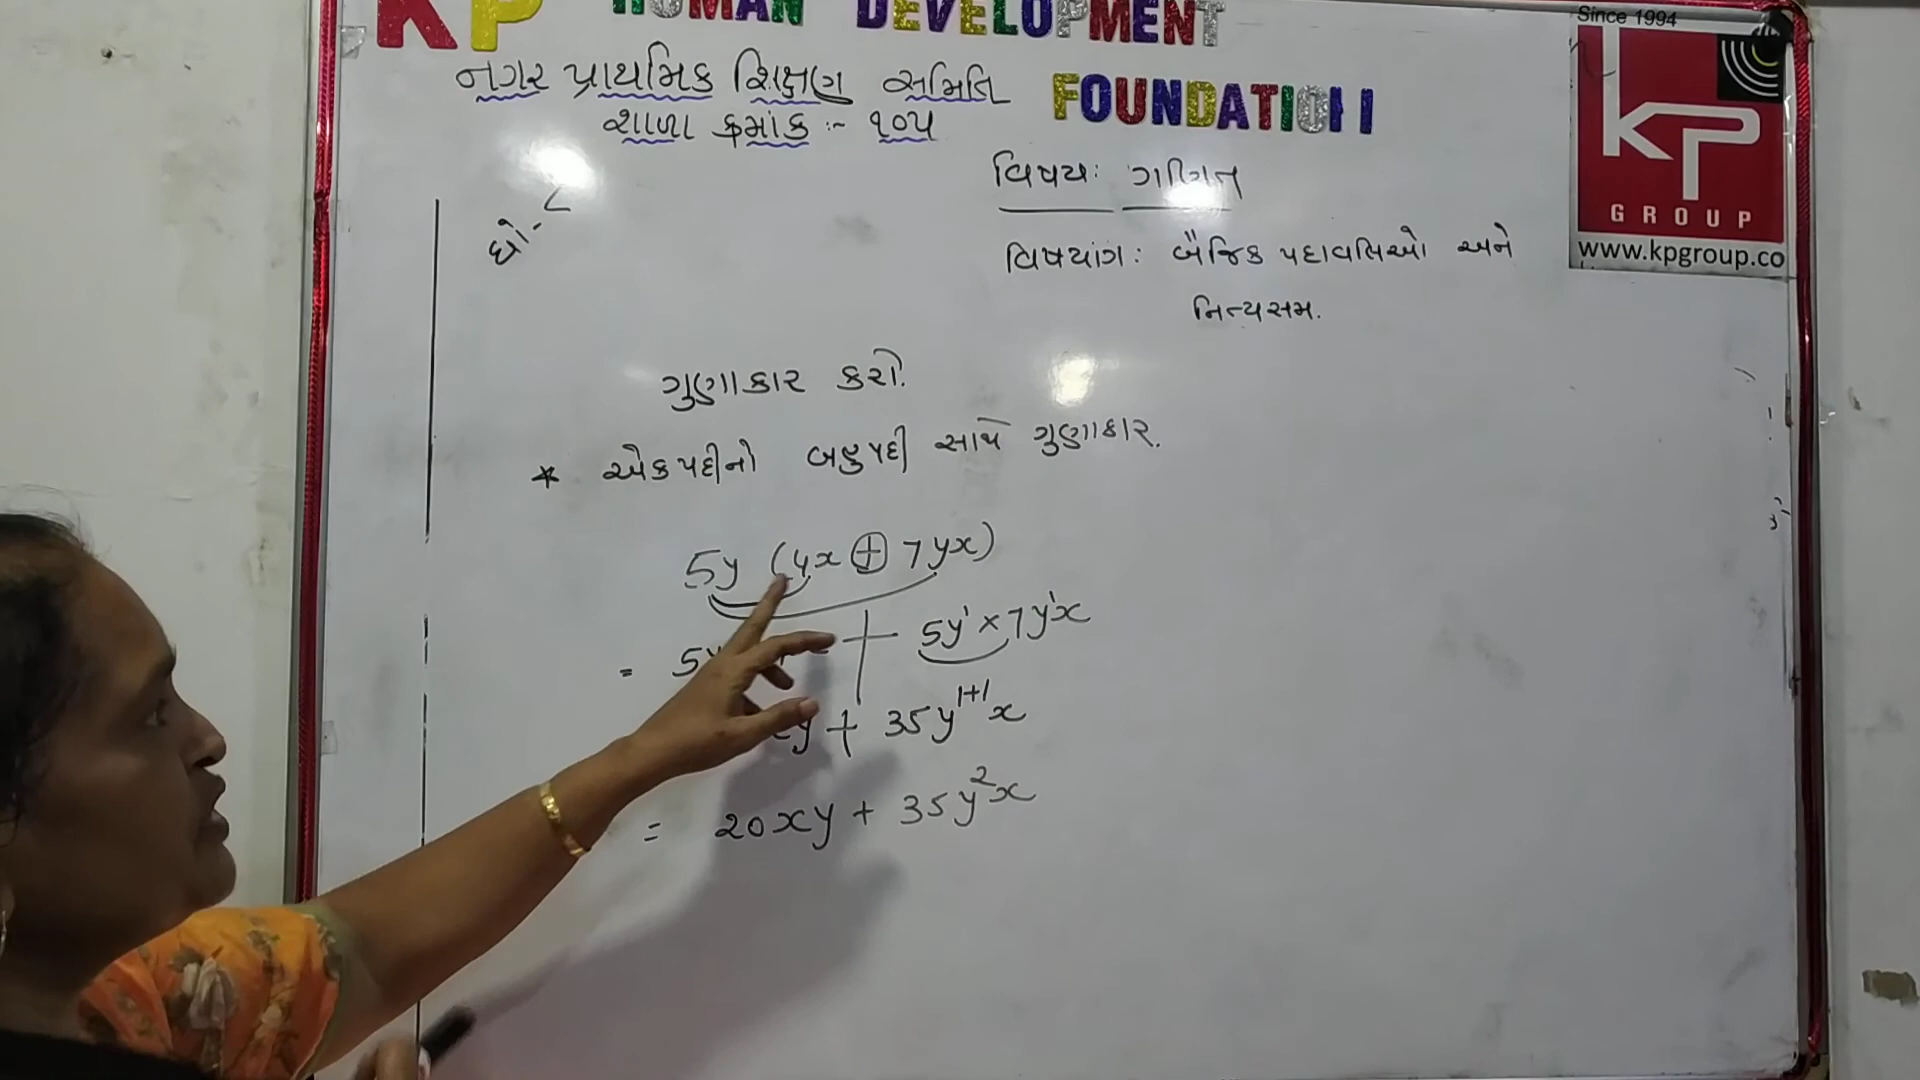 KP HUMAN DEVELOPMENT
FOUNDATION
Since 1994
KP
GROUP
www.kpgroup.co
નગર પ્રાથમિક શિક્ષણ સમિતિ
શાળા ક્રમાંક :- ૧૦૫
વિષય: ગણિત
ધો-૮
વિષયાંગ: બૈજિક પદાવલિઓ અને
નિત્યસમ.
ગુણાકાર કરો.
* એકપદીનો બહુપદી સાથે ગુણાકાર.
5y (4x + 7yx)
= 5y + 5y¹ × 7y¹x
y + 35y¹⁺¹x
= 20xy + 35y²x